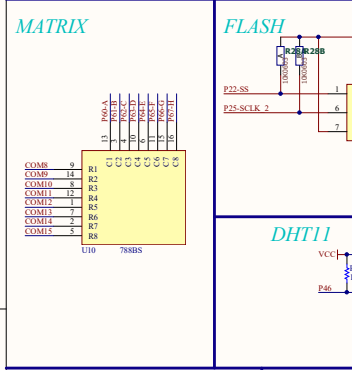 MATRIX
P60-A
P61-B
P62-C
P63-D
P64-E
P65-F
P66-G
P67-H
13
3
4
10
6
11
15
16
C1
C2
C3
C4
C5
C6
C7
C8
COM8 9 R1
COM9 14 R2
COM10 8 R3
COM11 12 R4
COM12 1 R5
COM13 7 R6
COM14 2 R7
COM15 5 R8
U10 788BS
FLASH
R28B
P22-SS 1
P25-SCLK_2 6
7
DHT11
VCC
P46